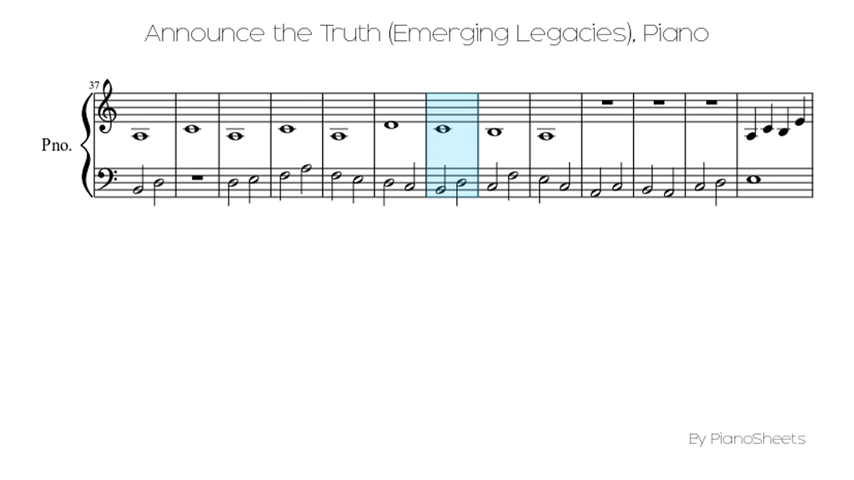 Announce the Truth (Emerging Legacies), Piano
37
Pno.
By PianoSheets